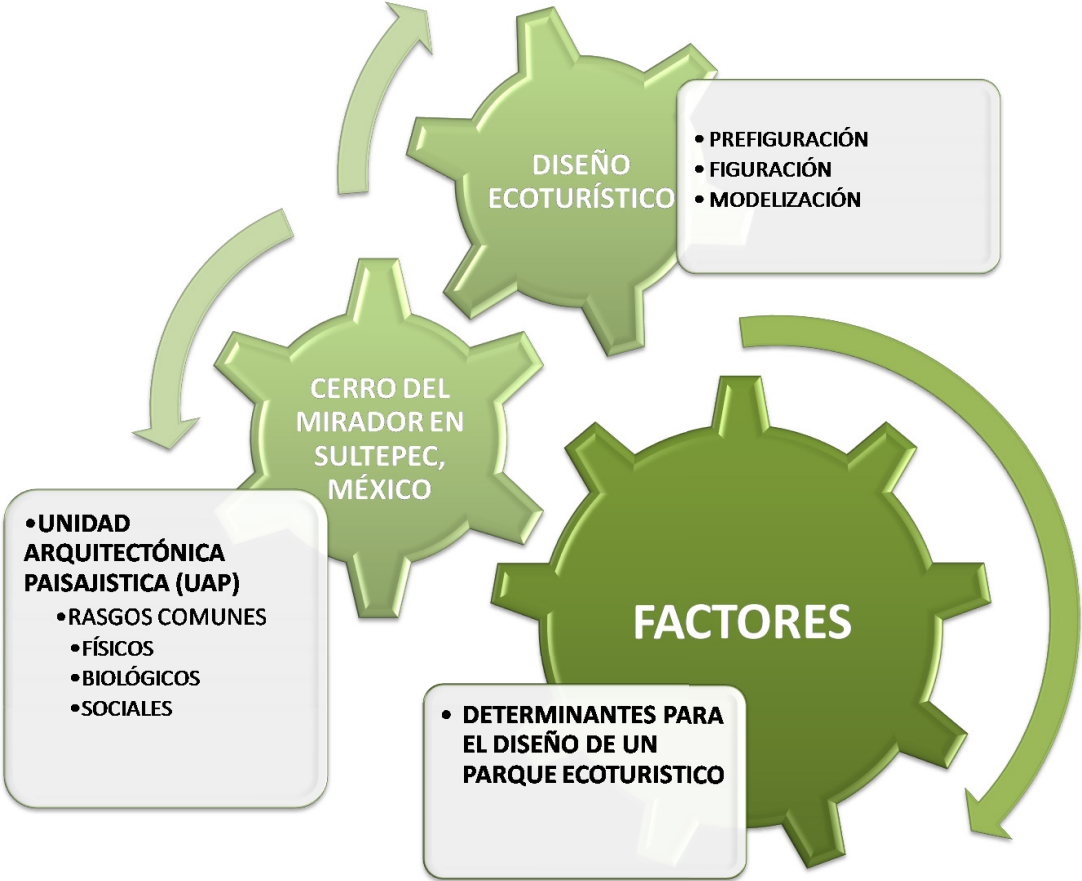 DISEÑO
ECOTURÍSTICO
• PREFIGURACIÓN
• FIGURACIÓN
• MODELIZACIÓN
CERRO DEL
MIRADOR EN
SULTEPEC,
MÉXICO
•UNIDAD
ARQUITECTÓNICA
PAISAJISTICA (UAP)
•RASGOS COMUNES
•FÍSICOS
•BIOLÓGICOS
•SOCIALES
FACTORES
• DETERMINANTES PARA
EL DISEÑO DE UN
PARQUE ECOTURISTICO